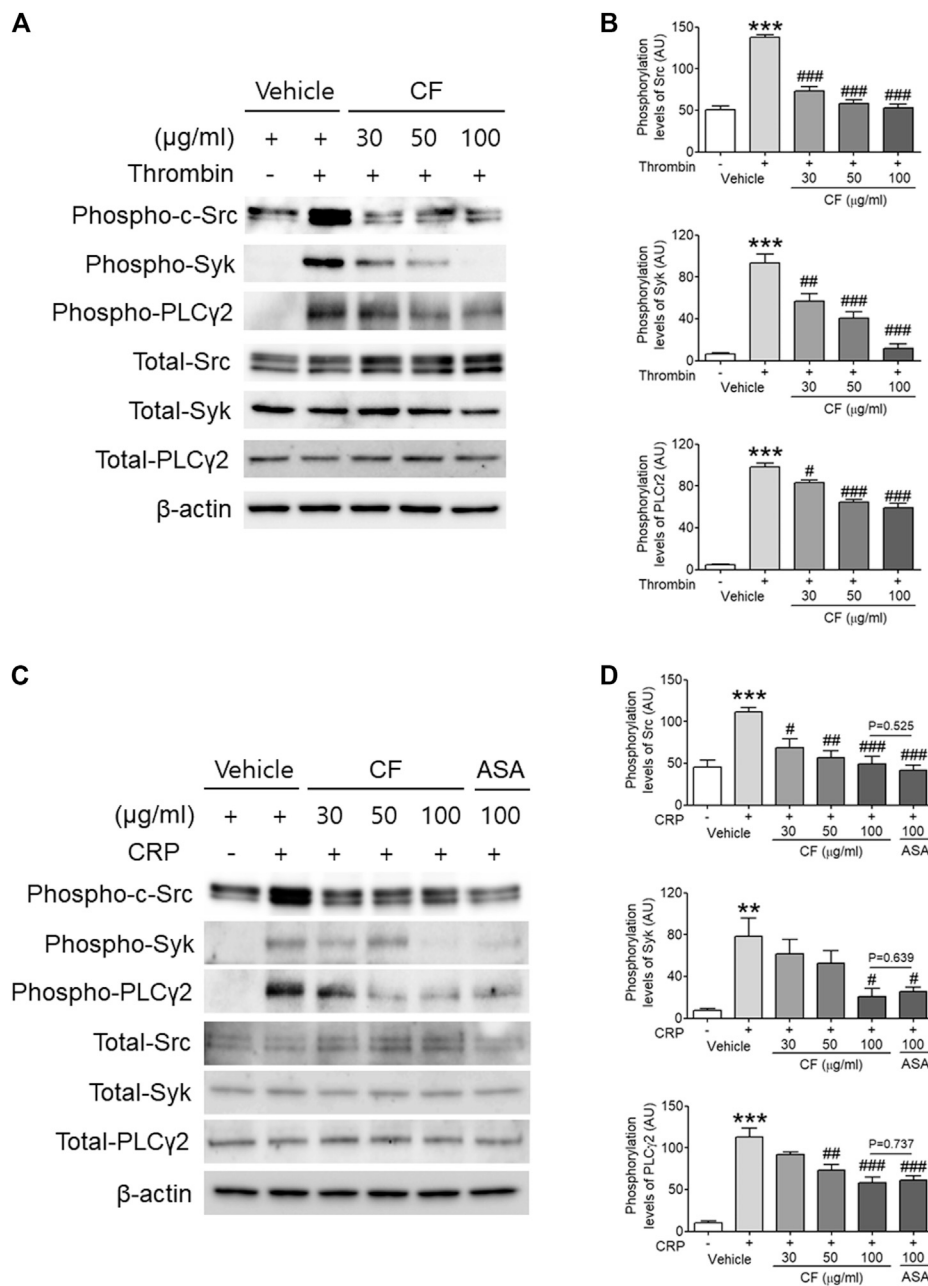 A
Vehicle CF
(μg/ml) + + 30 50 100
Thrombin - + + + +
Phospho-c-Src
Phospho-Syk
Phospho-PLCγ2
Total-Src
Total-Syk
Total-PLCγ2
β-actin
B
Phosphorylation
levels of Src (AU)
150
100
50
0
***
###
###
###
Thrombin - + + + +
Vehicle 30 50 100
CF (μg/ml)
Phosphorylation
levels of Syk (AU)
120
80
40
0
***
##
###
###
Thrombin - + + + +
Vehicle 30 50 100
CF (μg/ml)
Phosphorylation
levels of PLCr2 (AU)
120
80
40
0
***
#
###
###
Thrombin - + + + +
Vehicle 30 50 100
CF (μg/ml)
C
Vehicle CF ASA
(μg/ml) + + 30 50 100 100
CRP - + + + + +
Phospho-c-Src
Phospho-Syk
Phospho-PLCγ2
Total-Src
Total-Syk
Total-PLCγ2
β-actin
D
Phosphorylation
levels of Src (AU)
150
100
50
0
***
#
##
###
###
P=0.525
CRP - + + + + +
Vehicle 30 50 100 100
CF (μg/ml) ASA
Phosphorylation
levels of Syk (AU)
120
80
40
0
**
#
#
P=0.639
CRP - + + + + +
Vehicle 30 50 100 100
CF (μg/ml) ASA
Phosphorylation
levels of PLCγ2 (AU)
150
100
50
0
***
##
###
###
P=0.737
CRP - + + + + +
Vehicle 30 50 100 100
CF (μg/ml) ASA